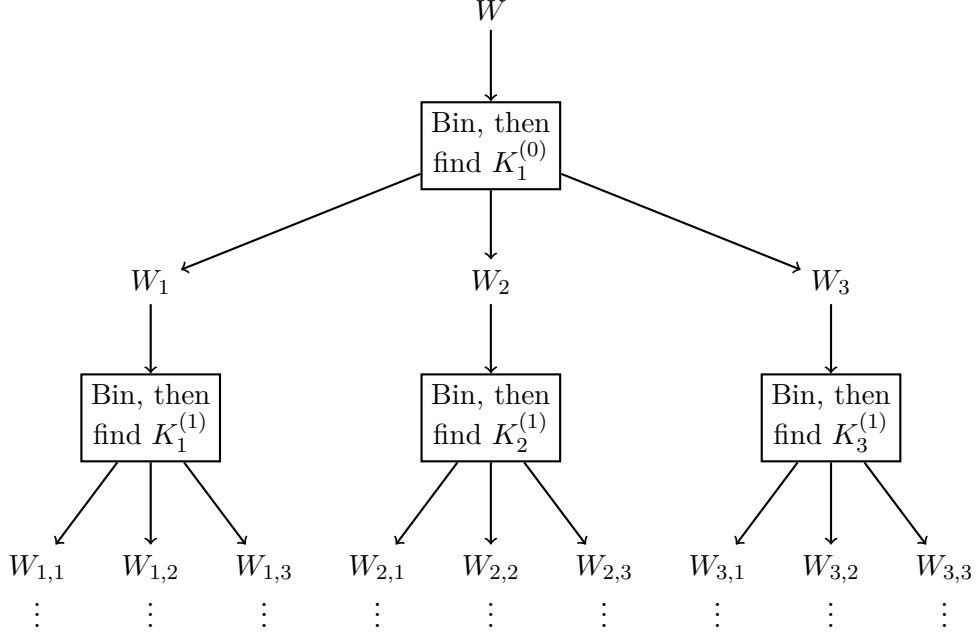 W
Bin, then
find K_1^{(0)}
W_1 W_2 W_3
Bin, then Bin, then Bin, then
find K_1^{(1)} find K_2^{(1)} find K_3^{(1)}
W_{1,1} W_{1,2} W_{1,3} W_{2,1} W_{2,2} W_{2,3} W_{3,1} W_{3,2} W_{3,3}
⋮ ⋮ ⋮ ⋮ ⋮ ⋮ ⋮ ⋮ ⋮